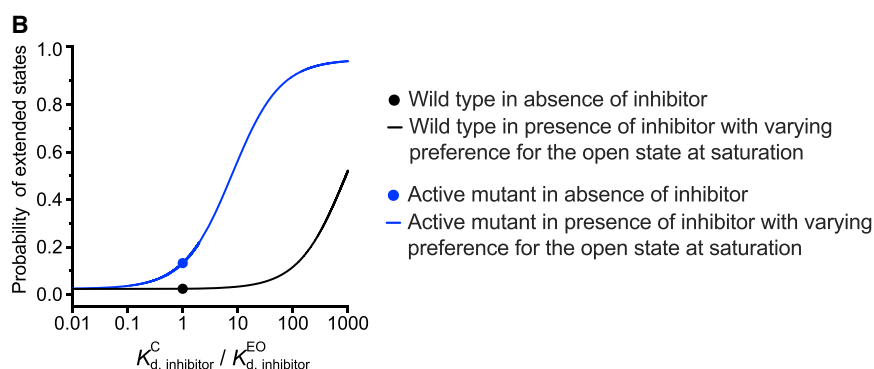 B
Probability of extended states
1.0
0.8
0.6
0.4
0.2
0.0
0.01 0.1 1 10 100 1000
K^C_d, inhibitor / K^EO_d, inhibitor
Wild type in absence of inhibitor
Wild type in presence of inhibitor with varying
preference for the open state at saturation
Active mutant in absence of inhibitor
Active mutant in presence of inhibitor with varying
preference for the open state at saturation